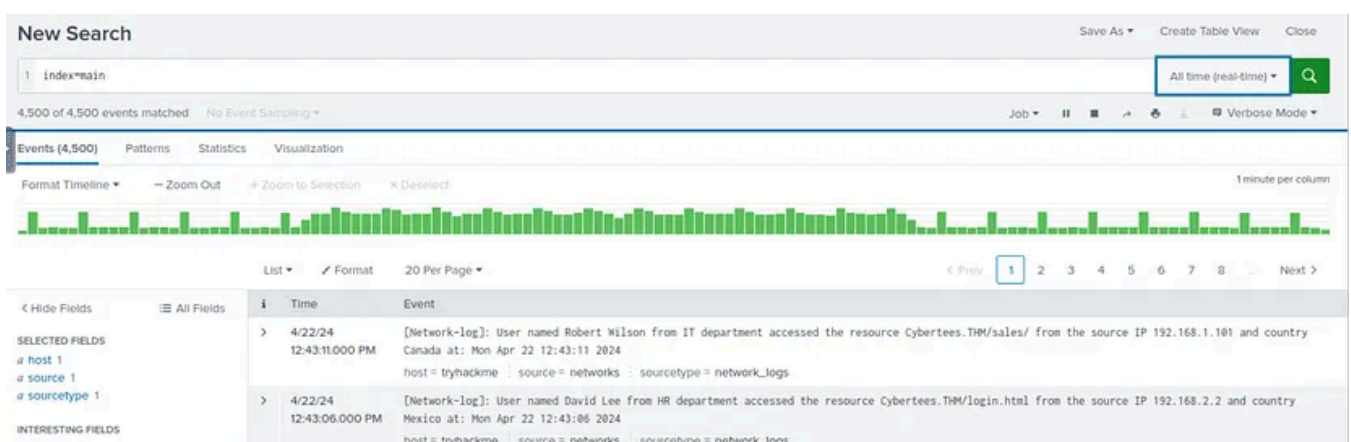 New Search
Save As ▾ Create Table View Close
1 index=main
All time (real-time) ▾
4,500 of 4,500 events matched No Event Sampling ▾
Job ▾ Verbose Mode ▾
Events (4,500) Patterns Statistics Visualization
Format Timeline ▾ — Zoom Out + Zoom to Selection × Deselect
1 minute per column
List ▾ Format 20 Per Page ▾
< Prev 1 2 3 4 5 6 7 8 Next >
< Hide Fields All Fields
i Time Event
SELECTED FIELDS
a host 1
a source 1
a sourcetype 1
INTERESTING FIELDS
> 4/22/24 [Network-log]: User named Robert Wilson from IT department accessed the resource Cybertees.THM/sales/ from the source IP 192.168.1.101 and country
12:43:11.000 PM Canada at: Mon Apr 22 12:43:11 2024
host = tryhackme source = networks sourcetype = network_logs
> 4/22/24 [Network-log]: User named David Lee from HR department accessed the resource Cybertees.THM/login.html from the source IP 192.168.2.2 and country
12:43:06.000 PM Mexico at: Mon Apr 22 12:43:06 2024
host = tryhackme source = networks sourcetype = network_logs